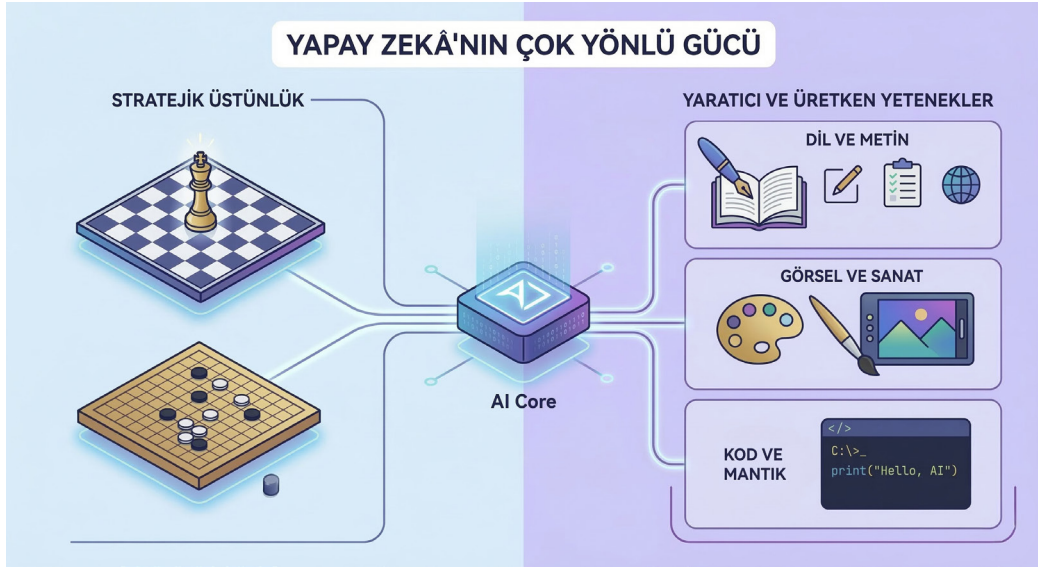 YAPAY ZEKÂ'NIN ÇOK YÖNLÜ GÜCÜ
STRATEJİK ÜSTÜNLÜK
AI Core
YARATICI VE ÜRETKEN YETENEKLER
DİL VE METİN
GÖRSEL VE SANAT
KOD VE
MANTIK
</>
C:\>_
print("Hello, AI")